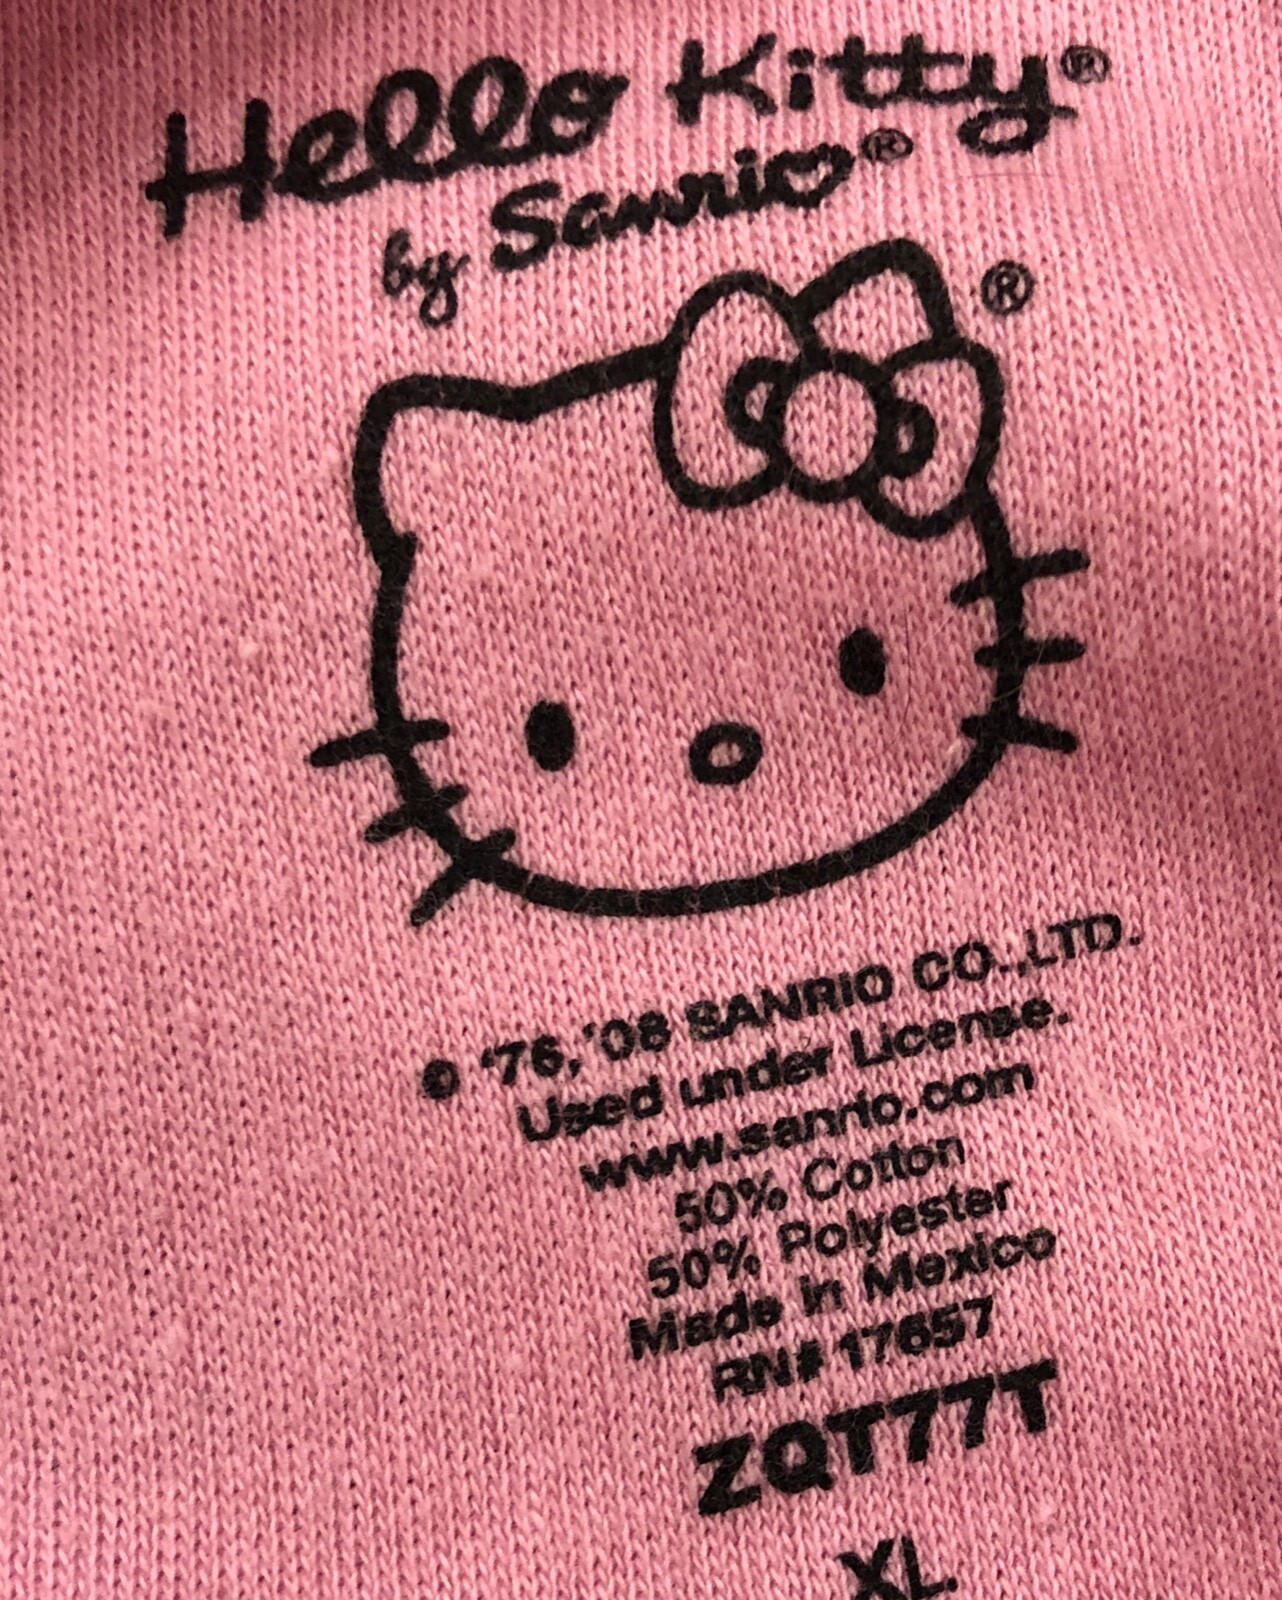 Hello Kitty®
by Sanrio®
®
© '76, '08 SANRIO CO.,LTD.
Used under License.
www.sanrio.com
50% Cotton
50% Polyester
Made in Mexico
RN# 17657
ZQT77T
XL